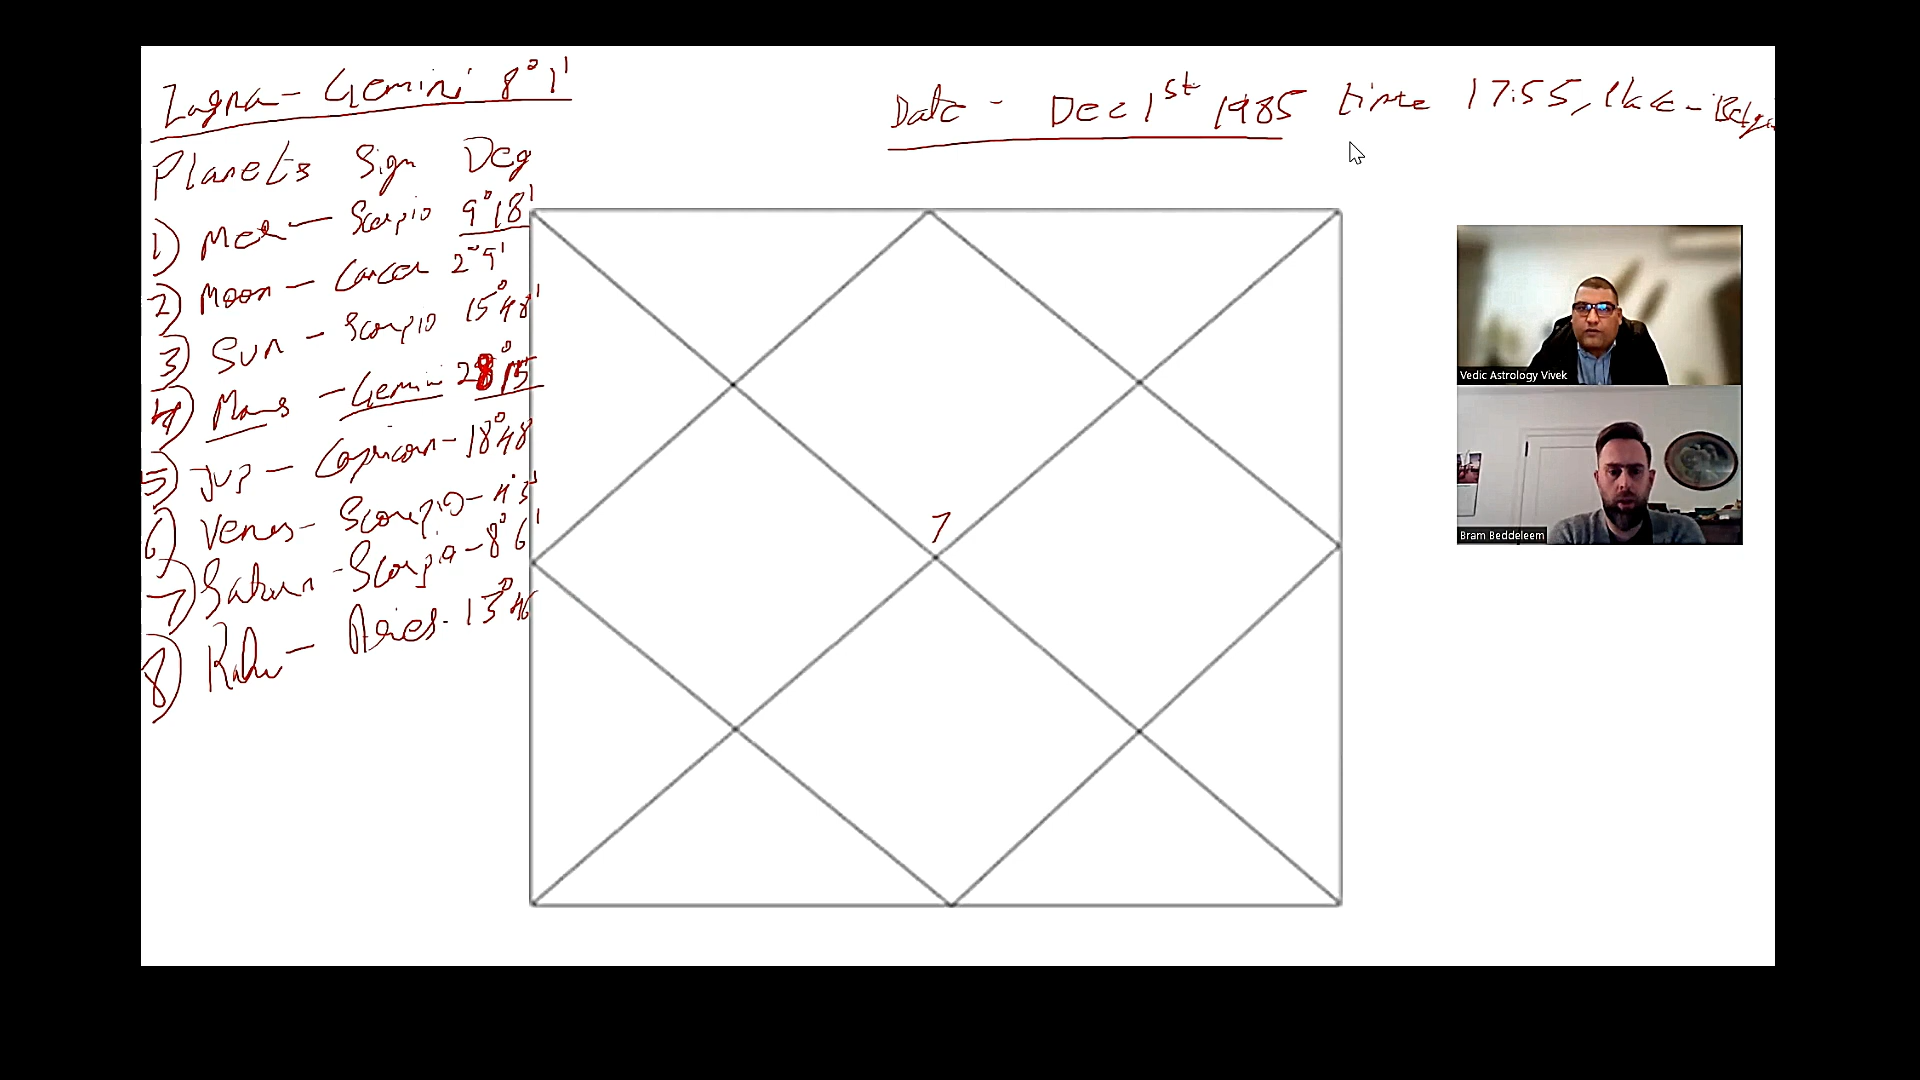 Lagna - Gemini 8°1'
Date - Dec 1st 1985 time 17:55,
Planets Sign Deg
1) Mer - Scorpio 9°18'
2) Moon - Cancer 2°9'
3) Sun - Scorpio 15°48'
4) Mars - Gemini 28°15
5) Jup - Capricorn - 18°48
6) Venus - Scorpio - 4°3'
7) Saturn - Scorpio - 8°6'
8) Rahu - Aries - 13°46
7
Vedic Astrology Vivek
Bram Beddeleem